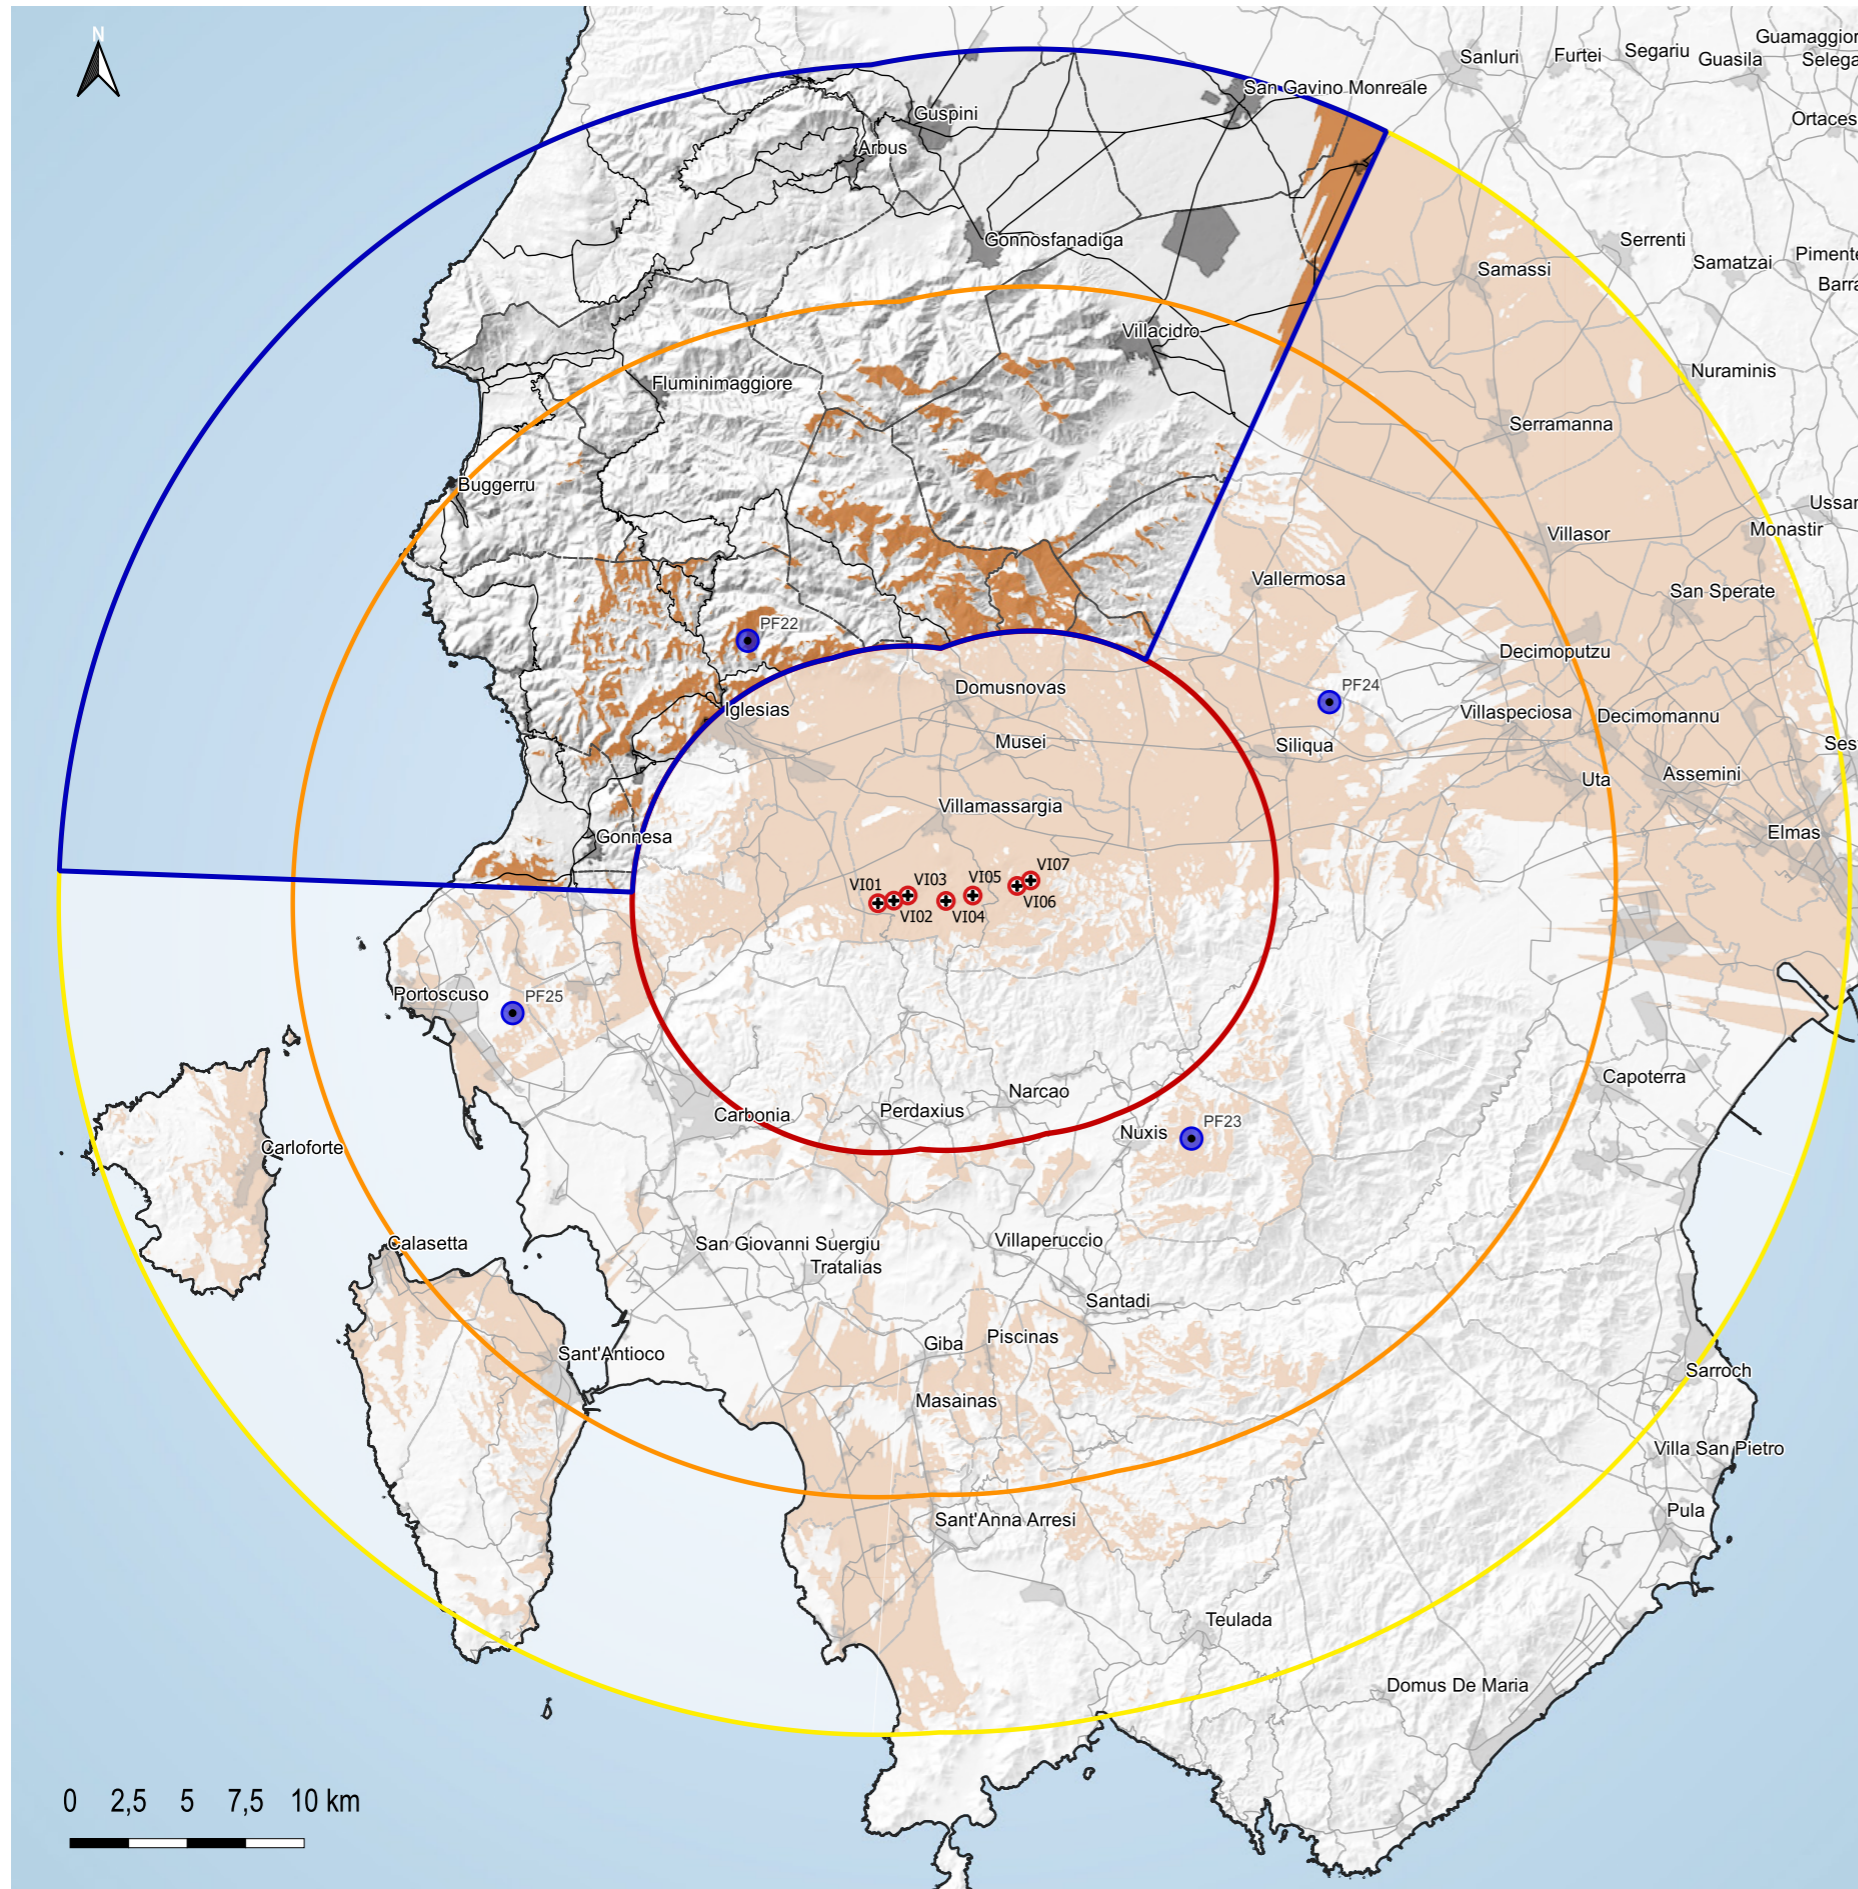 N
Guamaggior
Sanluri
Furtei
Segariu
Guasila
Selega
San Gavino Monreale
Guspini
Ortaces
Arbus
Gonnosfanadiga
Serrenti
Samassi
Samatzai
Pimente
Barra
Villacidro
Fluminimaggiore
Nuraminis
Serramanna
Buggerru
Ussar
Villasor
Monastir
Vallermosa
San Sperate
PF22
Decimoputzu
Domusnovas
PF24
Iglesias
Villaspeciosa
Decimomannu
Musei
Siliqua
Ses
Uta
Assemini
Villamassargia
Gonnesa
Elmas
VI01
VI03
VI05
VI07
VI02
VI04
VI06
Portoscuso
PF25
Capoterra
Narcao
Carbonia
Perdaxius
Nuxis
PF23
Carloforte
Calasetta
San Giovanni Suergiu
Villaperuccio
Tratalias
Santadi
Giba
Piscinas
Sant'Antioco
Sarroch
Masainas
Villa San Pietro
Pula
Sant'Anna Arresi
Teulada
Domus De Maria
0 2,5 5 7,5 10 km